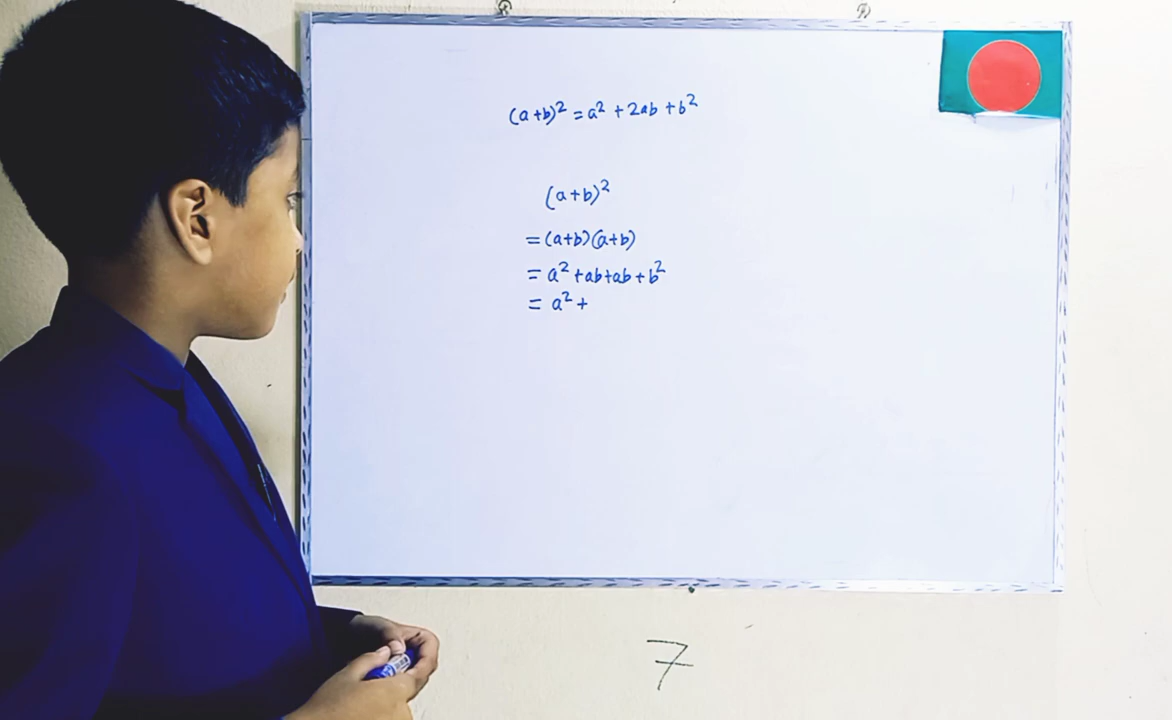 (a+b)² = a² + 2ab + b²
(a+b)²
= (a+b)(a+b)
= a² + ab + ab + b²
= a² +
7